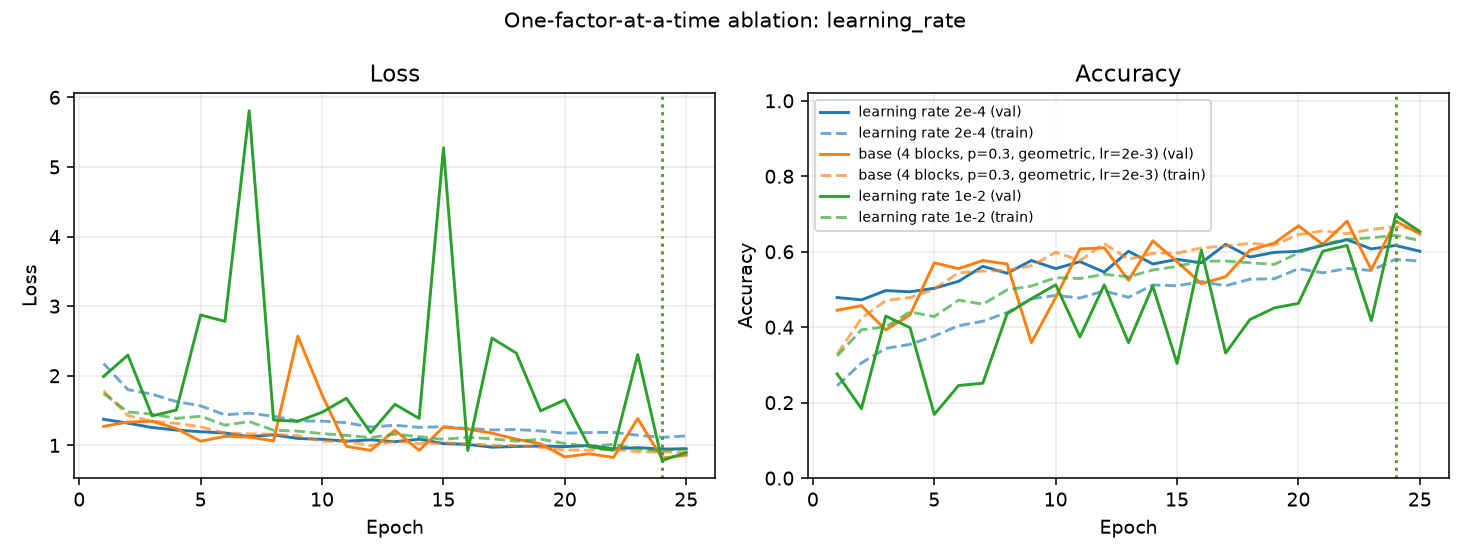 One-factor-at-a-time ablation: learning_rate
Loss
6
5
4
3
2
1
Loss
0
5
10
15
20
25
Epoch
Accuracy
1.0
0.8
0.6
0.4
0.2
0.0
Accuracy
learning rate 2e-4 (val)
learning rate 2e-4 (train)
base (4 blocks, p=0.3, geometric, lr=2e-3) (val)
base (4 blocks, p=0.3, geometric, lr=2e-3) (train)
learning rate 1e-2 (val)
learning rate 1e-2 (train)
0
5
10
15
20
25
Epoch